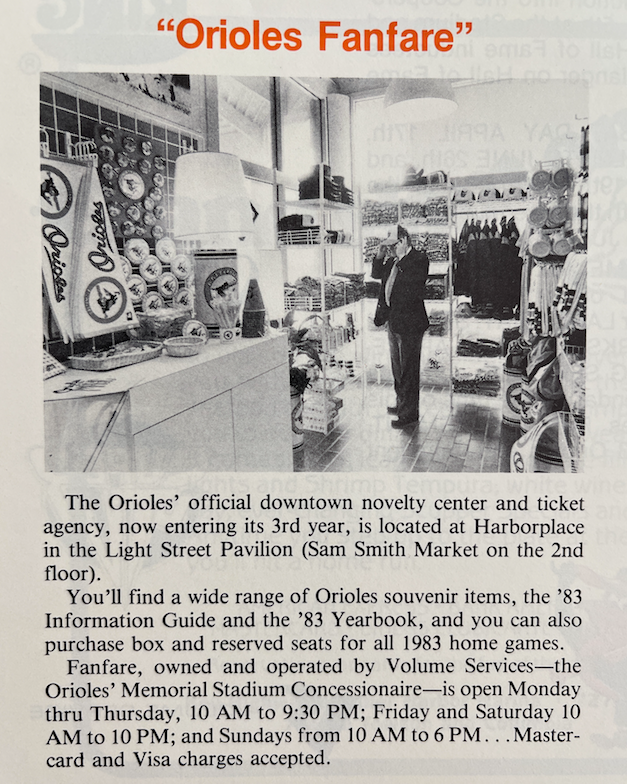 “Orioles Fanfare”
Orioles
Orioles
The Orioles’ official downtown novelty center and ticket
agency, now entering its 3rd year, is located at Harborplace
in the Light Street Pavilion (Sam Smith Market on the 2nd
floor).
You’ll find a wide range of Orioles souvenir items, the ’83
Information Guide and the ’83 Yearbook, and you can also
purchase box and reserved seats for all 1983 home games.
Fanfare, owned and operated by Volume Services—the
Orioles’ Memorial Stadium Concessionaire—is open Monday
thru Thursday, 10 AM to 9:30 PM; Friday and Saturday 10
AM to 10 PM; and Sundays from 10 AM to 6 PM...Master-
card and Visa charges accepted.